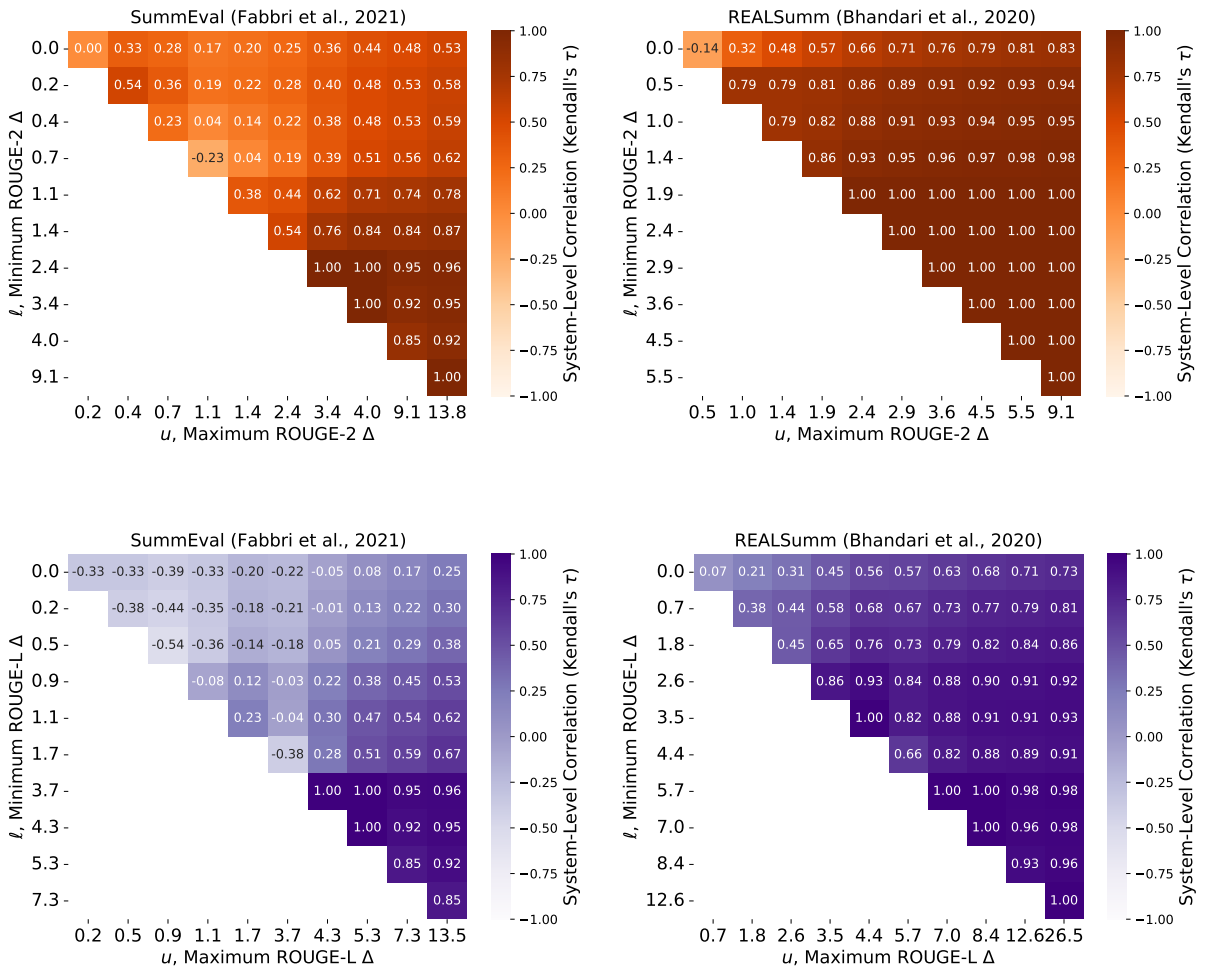 SummEval (Fabbri et al., 2021)
0.0 0.00 0.33 0.28 0.17 0.20 0.25 0.36 0.44 0.48 0.53
0.2 0.54 0.36 0.19 0.22 0.28 0.40 0.48 0.53 0.58
0.4 0.23 0.04 0.14 0.22 0.38 0.48 0.53 0.59
0.7 -0.23 0.04 0.19 0.39 0.51 0.56 0.62
1.1 0.38 0.44 0.62 0.71 0.74 0.78
1.4 0.54 0.76 0.84 0.84 0.87
2.4 1.00 1.00 0.95 0.96
3.4 1.00 0.92 0.95
4.0 0.85 0.92
9.1 1.00
0.2 0.4 0.7 1.1 1.4 2.4 3.4 4.0 9.1 13.8
u, Maximum ROUGE-2 Δ
ℓ, Minimum ROUGE-2 Δ
1.00
0.75
0.50
0.25
0.00
−0.25
−0.50
−0.75
−1.00
System-Level Correlation (Kendall's τ)
REALSumm (Bhandari et al., 2020)
0.0 -0.14 0.32 0.48 0.57 0.66 0.71 0.76 0.79 0.81 0.83
0.5 0.79 0.79 0.81 0.86 0.89 0.91 0.92 0.93 0.94
1.0 0.79 0.82 0.88 0.91 0.93 0.94 0.95 0.95
1.4 0.86 0.93 0.95 0.96 0.97 0.98 0.98
1.9 1.00 1.00 1.00 1.00 1.00 1.00
2.4 1.00 1.00 1.00 1.00 1.00
2.9 1.00 1.00 1.00 1.00
3.6 1.00 1.00 1.00
4.5 1.00 1.00
5.5 1.00
0.5 1.0 1.4 1.9 2.4 2.9 3.6 4.5 5.5 9.1
u, Maximum ROUGE-2 Δ
ℓ, Minimum ROUGE-2 Δ
1.00
0.75
0.50
0.25
0.00
−0.25
−0.50
−0.75
−1.00
System-Level Correlation (Kendall's τ)
SummEval (Fabbri et al., 2021)
0.0 -0.33 -0.33 -0.39 -0.33 -0.20 -0.22 -0.05 0.08 0.17 0.25
0.2 -0.38 -0.44 -0.35 -0.18 -0.21 -0.01 0.13 0.22 0.30
0.5 -0.54 -0.36 -0.14 -0.18 0.05 0.21 0.29 0.38
0.9 -0.08 0.12 -0.03 0.22 0.38 0.45 0.53
1.1 0.23 -0.04 0.30 0.47 0.54 0.62
1.7 -0.38 0.28 0.51 0.59 0.67
3.7 1.00 1.00 0.95 0.96
4.3 1.00 0.92 0.95
5.3 0.85 0.92
7.3 0.85
0.2 0.5 0.9 1.1 1.7 3.7 4.3 5.3 7.3 13.5
u, Maximum ROUGE-L Δ
ℓ, Minimum ROUGE-L Δ
1.00
0.75
0.50
0.25
0.00
−0.25
−0.50
−0.75
−1.00
System-Level Correlation (Kendall's τ)
REALSumm (Bhandari et al., 2020)
0.0 0.07 0.21 0.31 0.45 0.56 0.57 0.63 0.68 0.71 0.73
0.7 0.38 0.44 0.58 0.68 0.67 0.73 0.77 0.79 0.81
1.8 0.45 0.65 0.76 0.73 0.79 0.82 0.84 0.86
2.6 0.86 0.93 0.84 0.88 0.90 0.91 0.92
3.5 1.00 0.82 0.88 0.91 0.91 0.93
4.4 0.66 0.82 0.88 0.89 0.91
5.7 1.00 1.00 0.98 0.98
7.0 1.00 0.96 0.98
8.4 0.93 0.96
12.6 1.00
0.7 1.8 2.6 3.5 4.4 5.7 7.0 8.4 12.6 26.5
u, Maximum ROUGE-L Δ
ℓ, Minimum ROUGE-L Δ
1.00
0.75
0.50
0.25
0.00
−0.25
−0.50
−0.75
−1.00
System-Level Correlation (Kendall's τ)